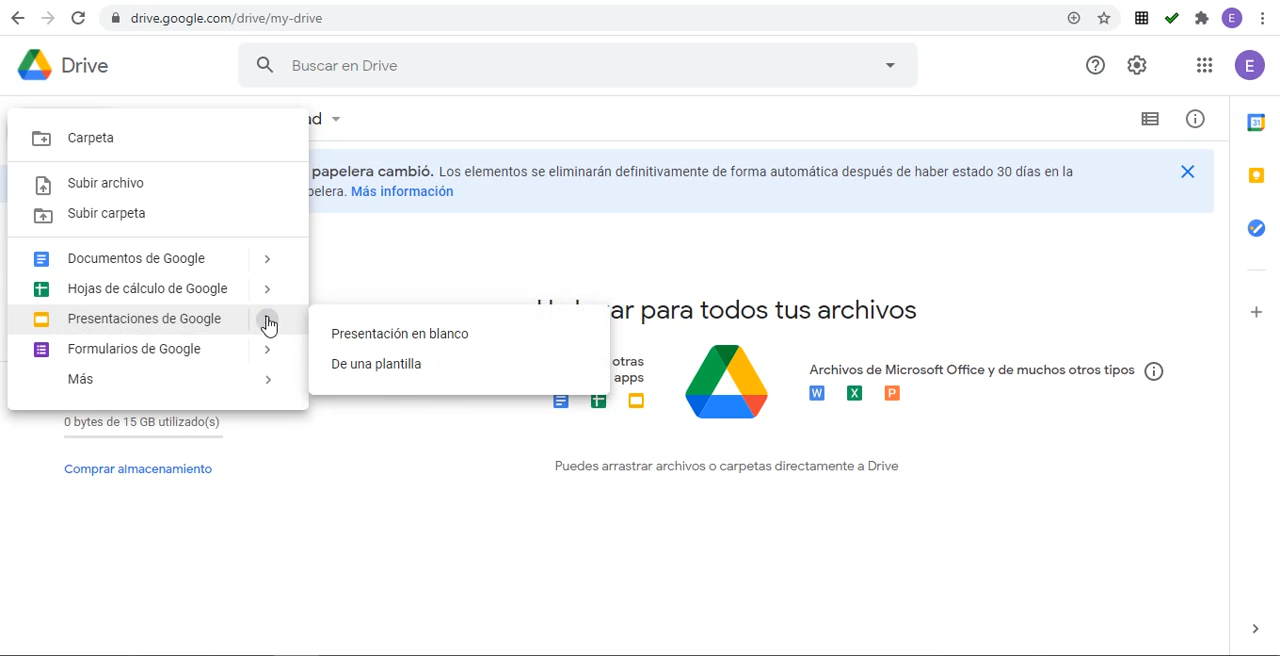 drive.google.com/drive/my-drive
E
Drive
Buscar en Drive
E
ad
Carpeta
papelera cambió. Los elementos se eliminarán definitivamente de forma automática después de haber estado 30 días en la
pelera. Más información
Subir archivo
Subir carpeta
Documentos de Google
Hojas de cálculo de Google
Presentaciones de Google
Formularios de Google
Más
Presentación en blanco
De una plantilla
para todos tus archivos
otras
apps
Archivos de Microsoft Office y de muchos otros tipos
W X P
0 bytes de 15 GB utilizado(s)
Comprar almacenamiento
Puedes arrastrar archivos o carpetas directamente a Drive
31